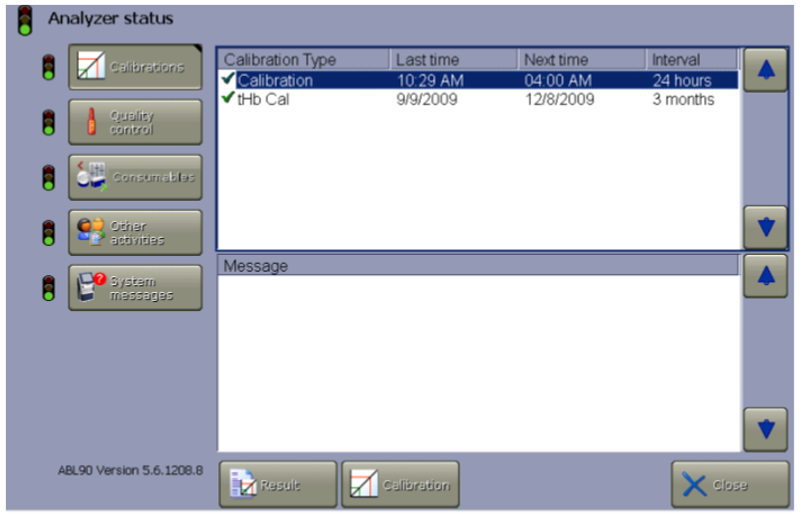 Analyzer status
Calibrations
Quality
control
Consumables
Other
activities
System
messages
Calibration Type Last time Next time Interval
Calibration 10:29 AM 04:00 AM 24 hours
tHb Cal 9/9/2009 12/8/2009 3 months
Message
ABL90 Version 5.6.1208.8
Result
Calibration
Close